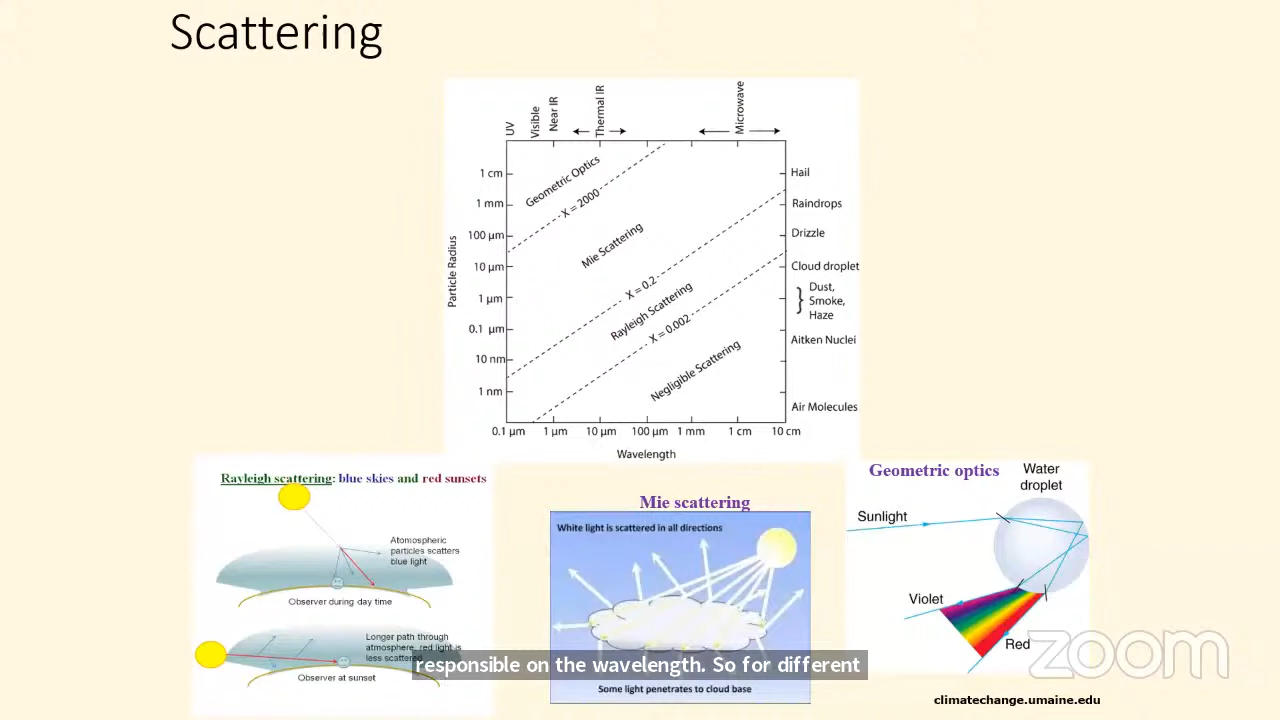 Scattering
UV
Visible
Near IR
Thermal IR
Microwave
Particle Radius
1 cm
1 mm
100 µm
10 µm
1 µm
0.1 µm
10 nm
1 nm
Geometric Optics
X = 2000
Mie Scattering
X = 0.2
Rayleigh Scattering
X = 0.002
Negligible Scattering
Hail
Raindrops
Drizzle
Cloud droplet
Dust,
Smoke,
Haze
Aitken Nuclei
Air Molecules
0.1 µm 1 µm 10 µm 100 µm 1 mm 1 cm 10 cm
Wavelength
Rayleigh scattering: blue skies and red sunsets
Atomospheric
particles scatters
blue light
Observer during day time
Longer path through
atmosphere, red light is
less scattered
Observer at sunset
Mie scattering
White light is scattered in all directions
Some light penetrates to cloud base
Geometric optics
Water
droplet
Sunlight
Violet
Red
responsible on the wavelength. So for different
zoom
climatechange.umaine.edu